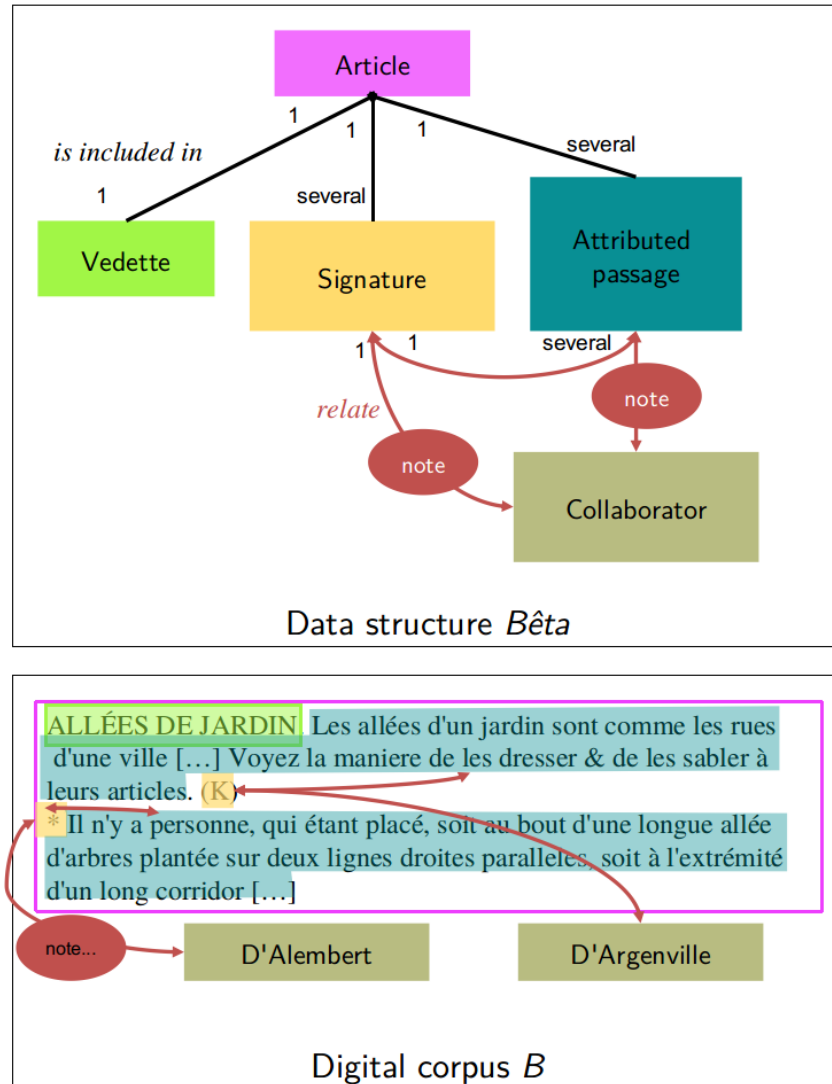 Article
1
1
1
is included in
several
1
several
Vedette
Signature
Attributed
passage
1
1
several
relate
note
note
Collaborator
Data structure Bêta
ALLÉES DE JARDIN Les allées d'un jardin sont comme les rues
d'une ville […] Voyez la maniere de les dresser & de les sabler à
leurs articles. (K)
* Il n'y a personne, qui étant placé, soit au bout d'une longue allée
d'arbres plantée sur deux lignes droites paralleles, soit à l'extrémité
d'un long corridor […]
note...
D'Alembert
D'Argenville
Digital corpus B